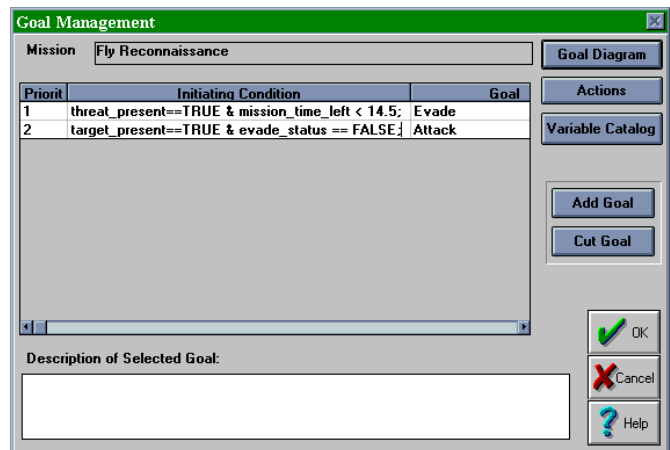 Goal Management
Mission Fly Reconnaissance
Goal Diagram
Priorit Initiating Condition Goal
Actions
1 threat_present==TRUE & mission_time_left < 14.5; Evade
2 target_present==TRUE & evade_status == FALSE; Attack
Variable Catalog
Add Goal
Cut Goal
OK
Description of Selected Goal:
Cancel
Help